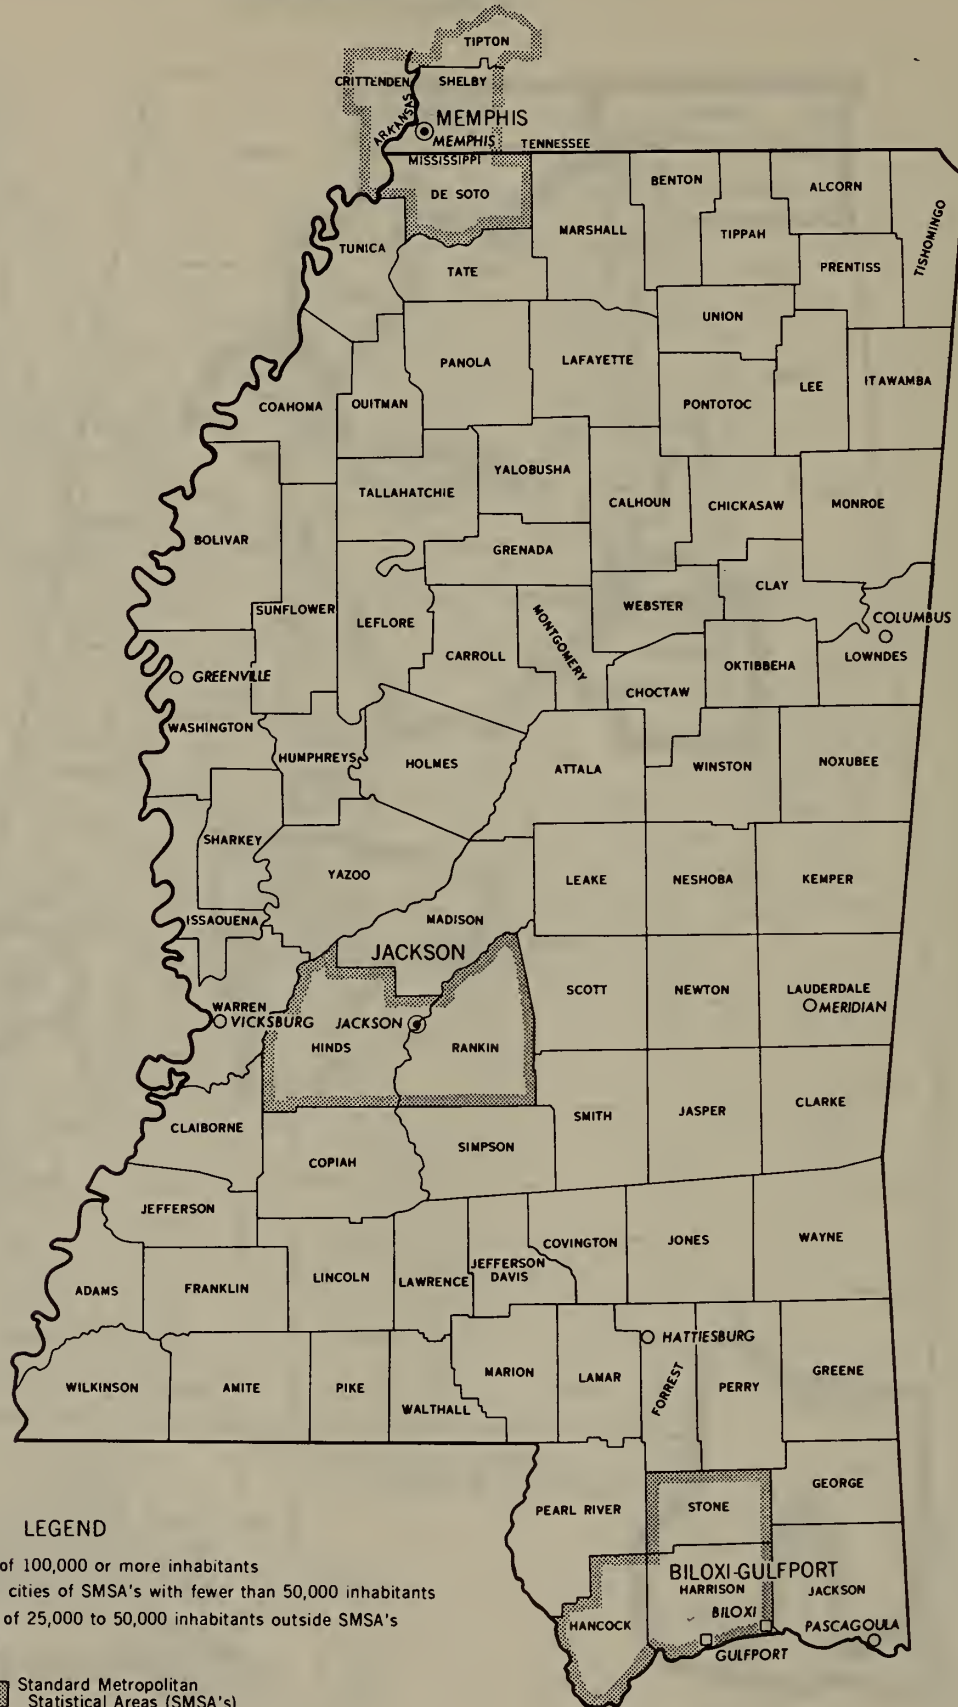 TIPTON
CRITTENDEN
SHELBY
ARKANSAS
MEMPHIS
MEMPHIS
TENNESSEE
MISSISSIPPI
DE SOTO
BENTON
ALCORN
TISHOMINGO
MARSHALL
TIPPAH
TUNICA
TATE
PRENTISS
UNION
PANOLA
LAFAYETTE
LEE
ITAWAMBA
COAHOMA
OUITMAN
PONTOTOC
YALOBUSHA
TALLAHATCHIE
CALHOUN
CHICKASAW
MONROE
BOLIVAR
GRENADA
CLAY
SUNFLOWER
LEFLORE
MONTGOMERY
WEBSTER
COLUMBUS
CARROLL
OKTIBBEHA
LOWNDES
GREENVILLE
CHOCTAW
WASHINGTON
HUMPHREYS
HOLMES
ATTALA
WINSTON
NOXUBEE
SHARKEY
YAZOO
LEAKE
NESHOBA
KEMPER
ISSAOUENA
MADISON
JACKSON
SCOTT
NEWTON
LAUDERDALE
MERIDIAN
WARREN
VICKSBURG
JACKSON
HINDS
RANKIN
CLAIBORNE
SIMPSON
SMITH
JASPER
CLARKE
COPIAH
JEFFERSON
COVINGTON
JONES
WAYNE
JEFFERSON
DAVIS
ADAMS
FRANKLIN
LINCOLN
LAWRENCE
HATTIESBURG
WILKINSON
AMITE
PIKE
WALTHALL
MARION
LAMAR
FORREST
PERRY
GREENE
GEORGE
PEARL RIVER
STONE
BILOXI-GULFPORT
HARRISON
JACKSON
BILOXI
HANCOCK
PASCAGOULA
GULFPORT
LEGEND
of 100,000 or more inhabitants
cities of SMSA's with fewer than 50,000 inhabitants
of 25,000 to 50,000 inhabitants outside SMSA's
Standard Metropolitan
Statistical Areas (SMSA's)